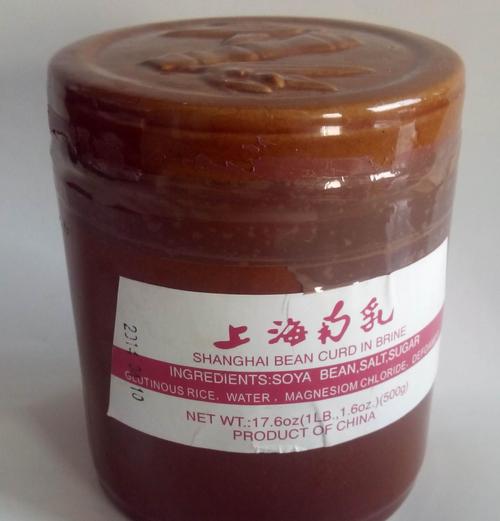 上海南乳
SHANGHAI BEAN CURD IN BRINE
INGREDIENTS:SOYA BEAN,SALT,SUGAR
GLUTINOUS RICE, WATER, MAGNESIOM CHLORIDE,
NET WT.:17.6oz(1LB.,1.6oz.)(500g)
PRODUCT OF CHINA